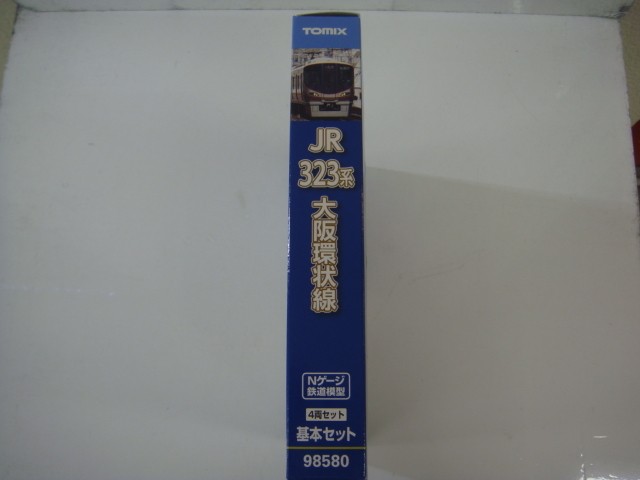 TOMIX
JR
323系
大阪環状線
Nゲージ
鉄道模型
4両セット
基本セット
98580